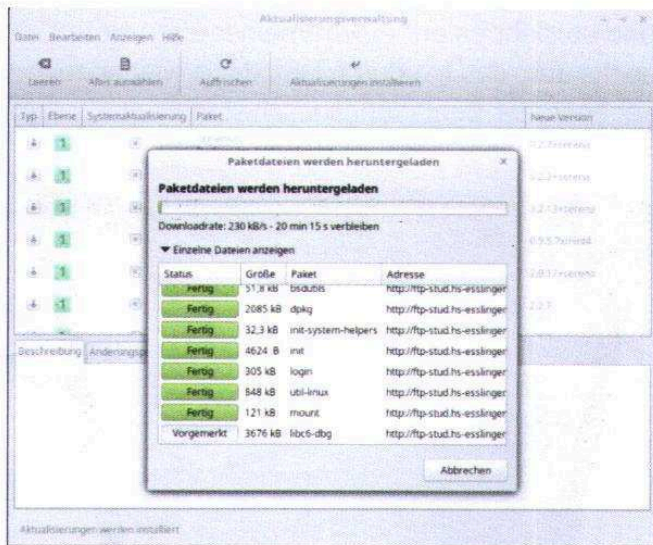 Aktualisierungsverwaltung
Datei Bearbeiten Anzeigen Hilfe
Leeren Alles auswählen Auffrischen Aktualisierungen installieren
Typ Ebene Systemaktualisierung Paket Neue Version
1
1
1
1
1
1
Paketdateien werden heruntergeladen
Paketdateien werden heruntergeladen
Downloadrate: 230 kB/s - 20 min 15 s verbleiben
Einzelne Dateien anzeigen
Status Größe Paket Adresse
Fertig 51,8 kB bsdutils http://ftp-stud.hs-esslinger
Fertig 2085 kB dpkg http://ftp-stud.hs-esslinger
Fertig 32,3 kB init-system-helpers http://ftp-stud.hs-esslinger
Fertig 4624 B init http://ftp-stud.hs-esslinger
Fertig 305 kB login http://ftp-stud.hs-esslinger
Fertig 848 kB util-linux http://ftp-stud.hs-esslinger
Fertig 121 kB mount http://ftp-stud.hs-esslinger
Vorgemerkt 3676 kB libc6-dbg http://ftp-stud.hs-esslinger
Abbrechen
Beschreibung
Aktualisierungen werden installiert